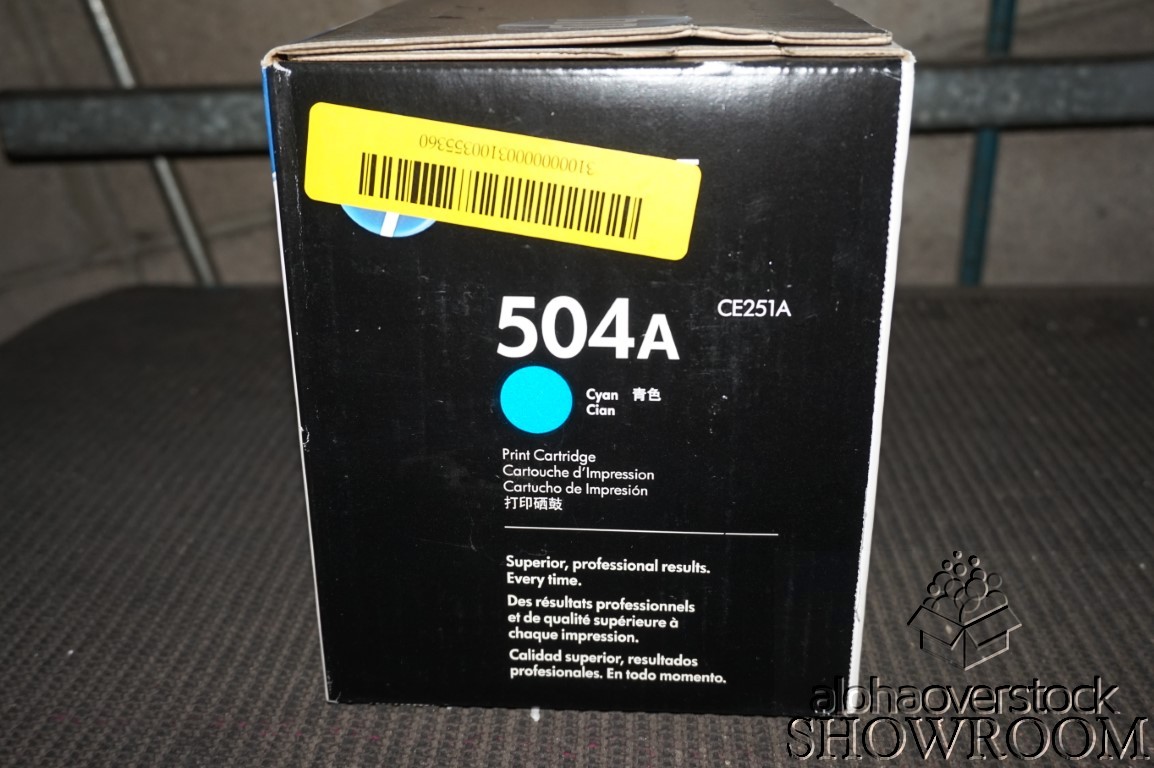 3100000000031003553​60
504A
CE251A
Cyan 青色
Cian
Print Cartridge
Cartouche d'Impression
Cartucho de Impresión
打印硒鼓
Superior, professional results.
Every time.
Des résultats professionnels
et de qualité supérieure à
chaque impression.
Calidad superior, resultados
profesionales. En todo momento.
alphaoverstock
SHOWROOM